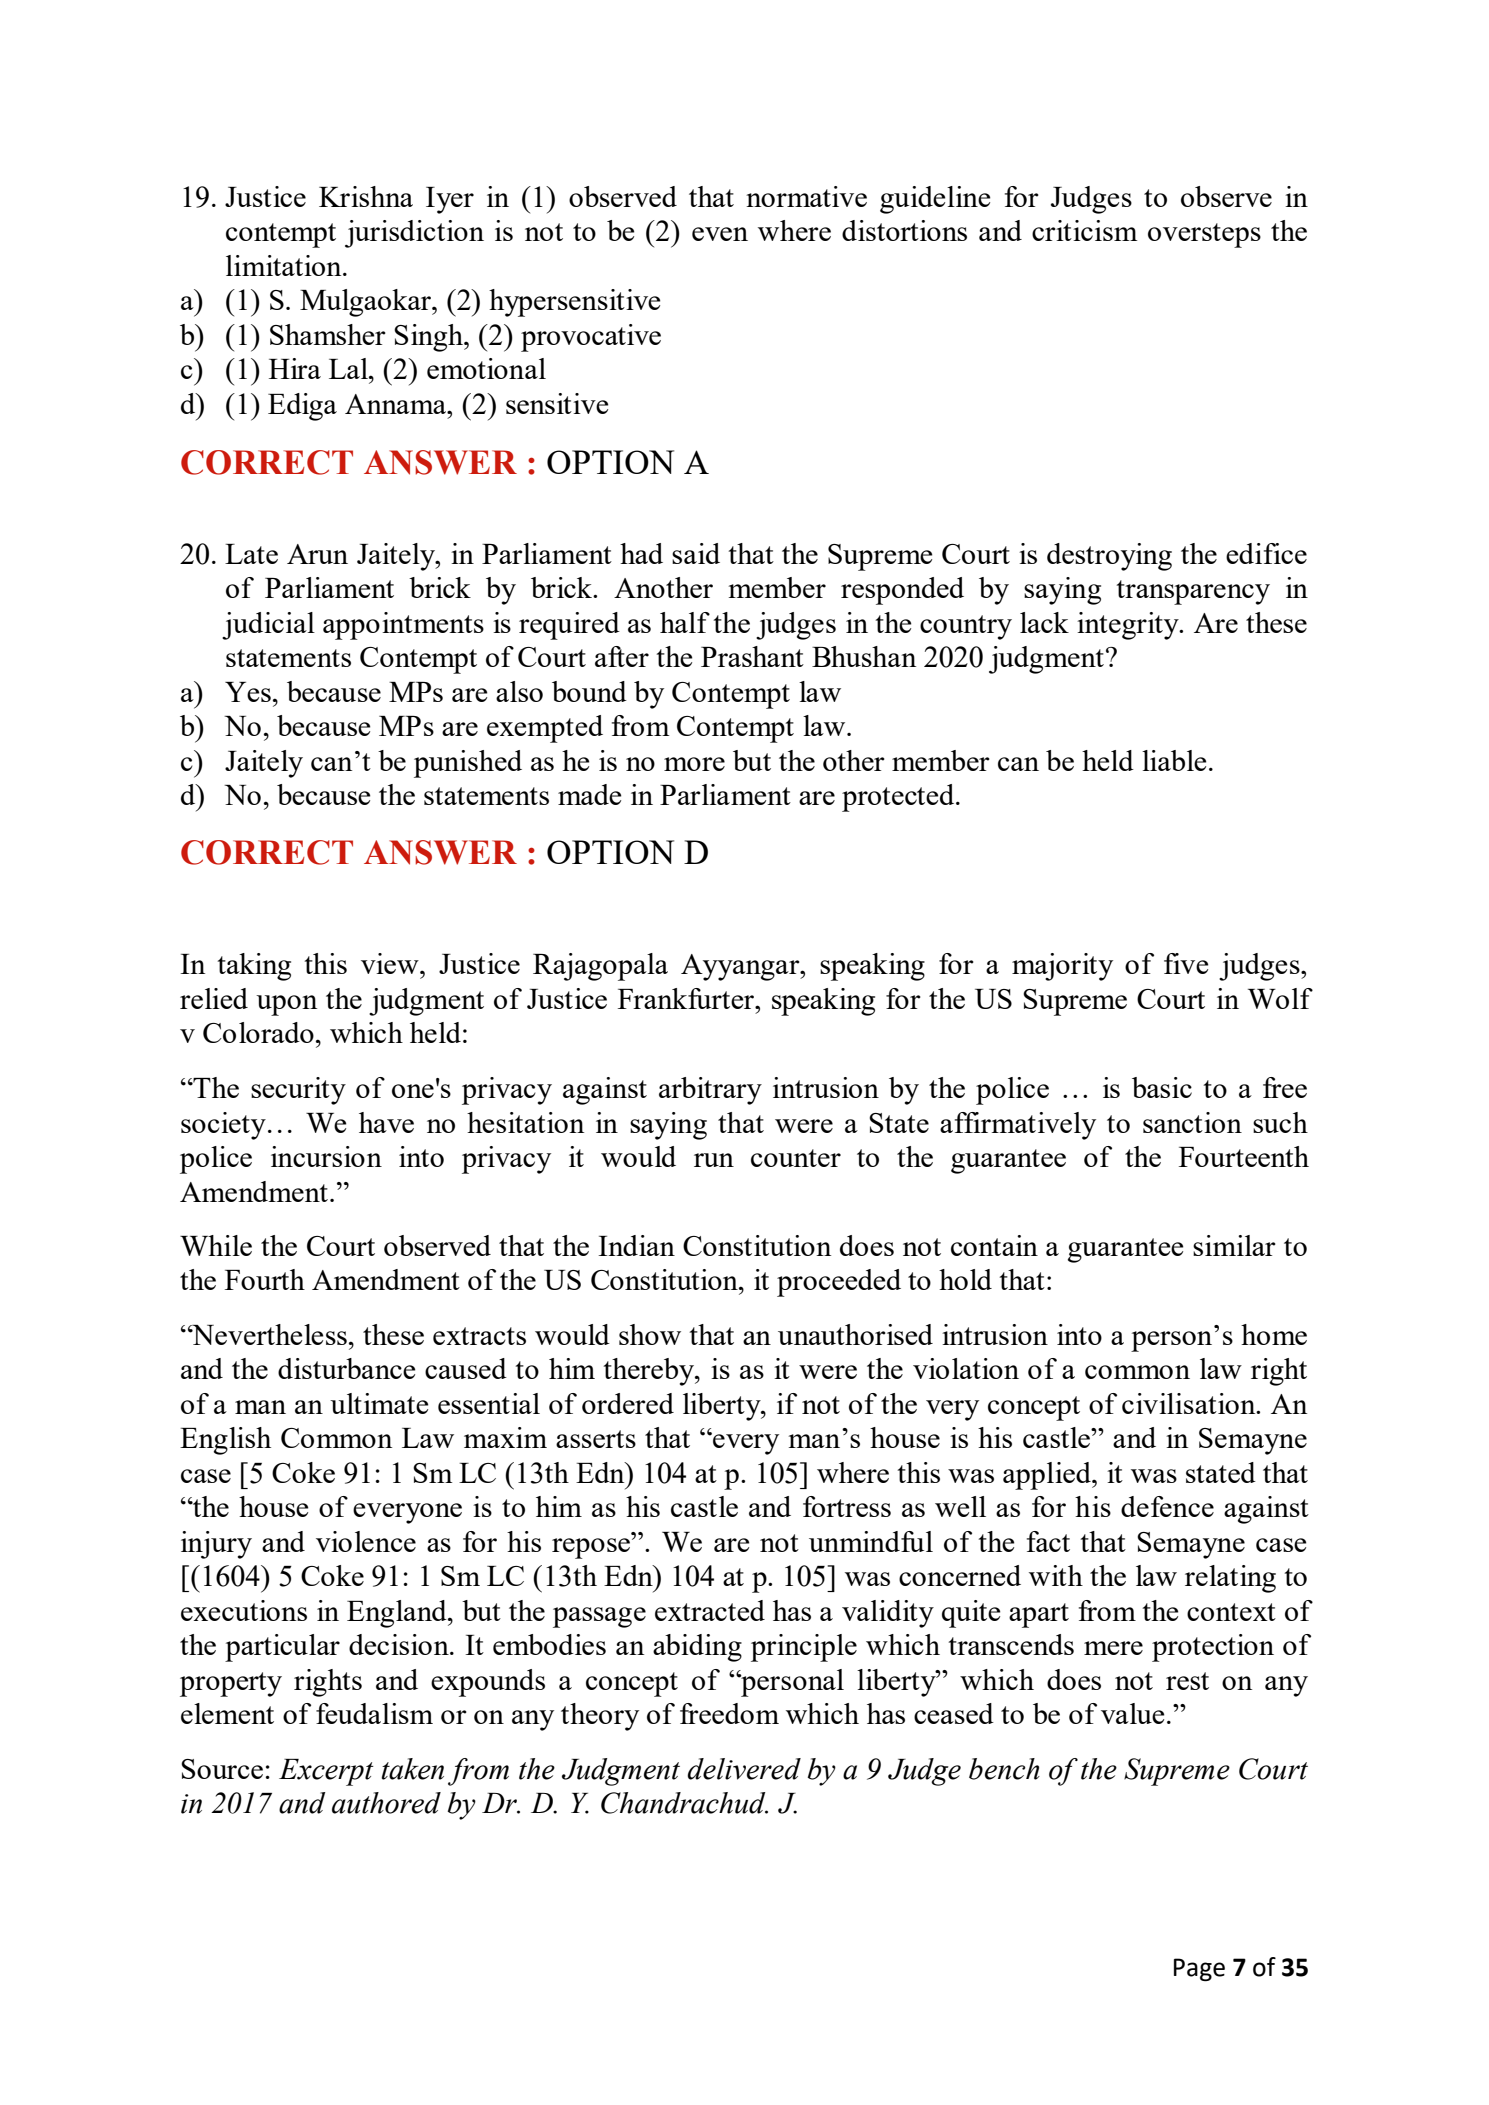 19. Justice Krishna Iyer in (1) observed that normative guideline for Judges to observe in
contempt jurisdiction is not to be (2) even where distortions and criticism oversteps the
limitation.
a) (1) S. Mulgaokar, (2) hypersensitive
b) (1) Shamsher Singh, (2) provocative
c) (1) Hira Lal, (2) emotional
d) (1) Ediga Annama, (2) sensitive
CORRECT ANSWER : OPTION A
20. Late Arun Jaitely, in Parliament had said that the Supreme Court is destroying the edifice
of Parliament brick by brick. Another member responded by saying transparency in
judicial appointments is required as half the judges in the country lack integrity. Are these
statements Contempt of Court after the Prashant Bhushan 2020 judgment?
a) Yes, because MPs are also bound by Contempt law
b) No, because MPs are exempted from Contempt law.
c) Jaitely can’t be punished as he is no more but the other member can be held liable.
d) No, because the statements made in Parliament are protected.
CORRECT ANSWER : OPTION D
In taking this view, Justice Rajagopala Ayyangar, speaking for a majority of five judges,
relied upon the judgment of Justice Frankfurter, speaking for the US Supreme Court in Wolf
v Colorado, which held:
“The security of one's privacy against arbitrary intrusion by the police … is basic to a free
society… We have no hesitation in saying that were a State affirmatively to sanction such
police incursion into privacy it would run counter to the guarantee of the Fourteenth
Amendment.”
While the Court observed that the Indian Constitution does not contain a guarantee similar to
the Fourth Amendment of the US Constitution, it proceeded to hold that:
“Nevertheless, these extracts would show that an unauthorised intrusion into a person’s home
and the disturbance caused to him thereby, is as it were the violation of a common law right
of a man an ultimate essential of ordered liberty, if not of the very concept of civilisation. An
English Common Law maxim asserts that “every man’s house is his castle” and in Semayne
case [5 Coke 91: 1 Sm LC (13th Edn) 104 at p. 105] where this was applied, it was stated that
“the house of everyone is to him as his castle and fortress as well as for his defence against
injury and violence as for his repose”. We are not unmindful of the fact that Semayne case
[(1604) 5 Coke 91: 1 Sm LC (13th Edn) 104 at p. 105] was concerned with the law relating to
executions in England, but the passage extracted has a validity quite apart from the context of
the particular decision. It embodies an abiding principle which transcends mere protection of
property rights and expounds a concept of “personal liberty” which does not rest on any
element of feudalism or on any theory of freedom which has ceased to be of value.”
Source: Excerpt taken from the Judgment delivered by a 9 Judge bench of the Supreme Court
in 2017 and authored by Dr. D. Y. Chandrachud. J.
Page 7 of 35